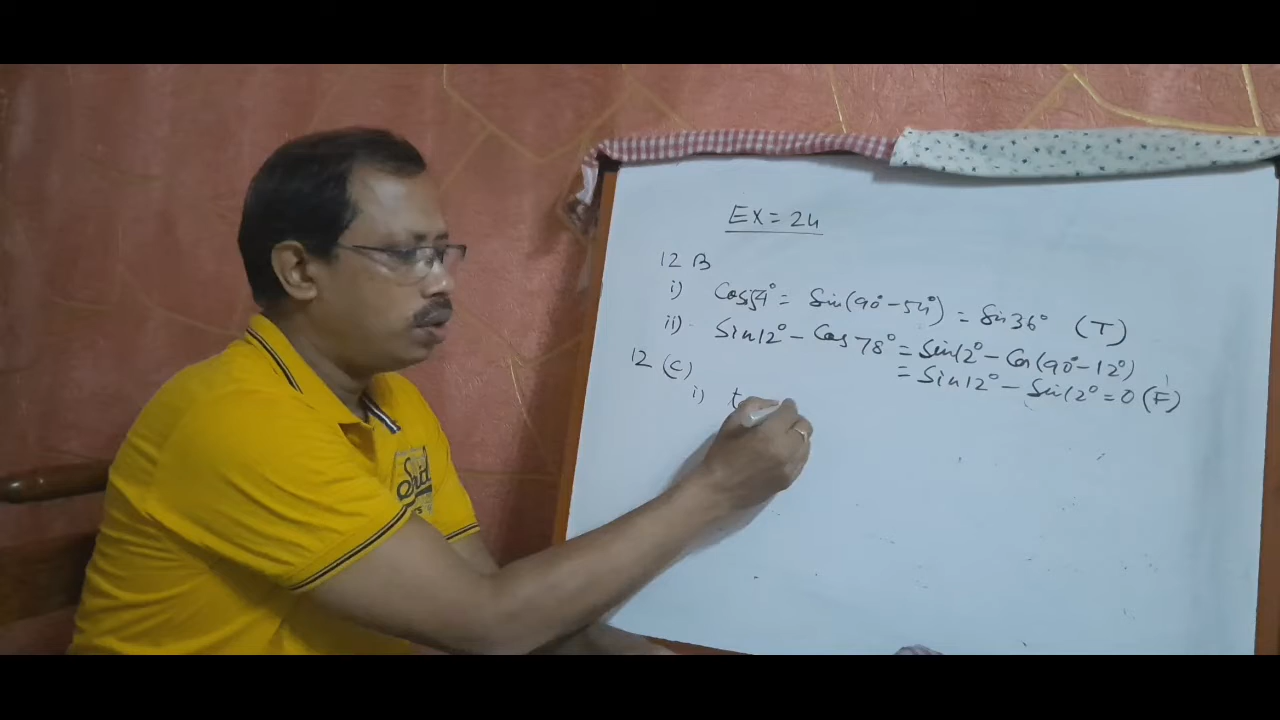 EX = 24
12 B
i) Cos54° = Sin(90° - 54°) = Sin36° (T)
ii) Sin12° - Cos78° = Sin12° - Cos(90° - 12°)
= Sin12° - Sin12° = 0 (F)
12 (C)
i) t